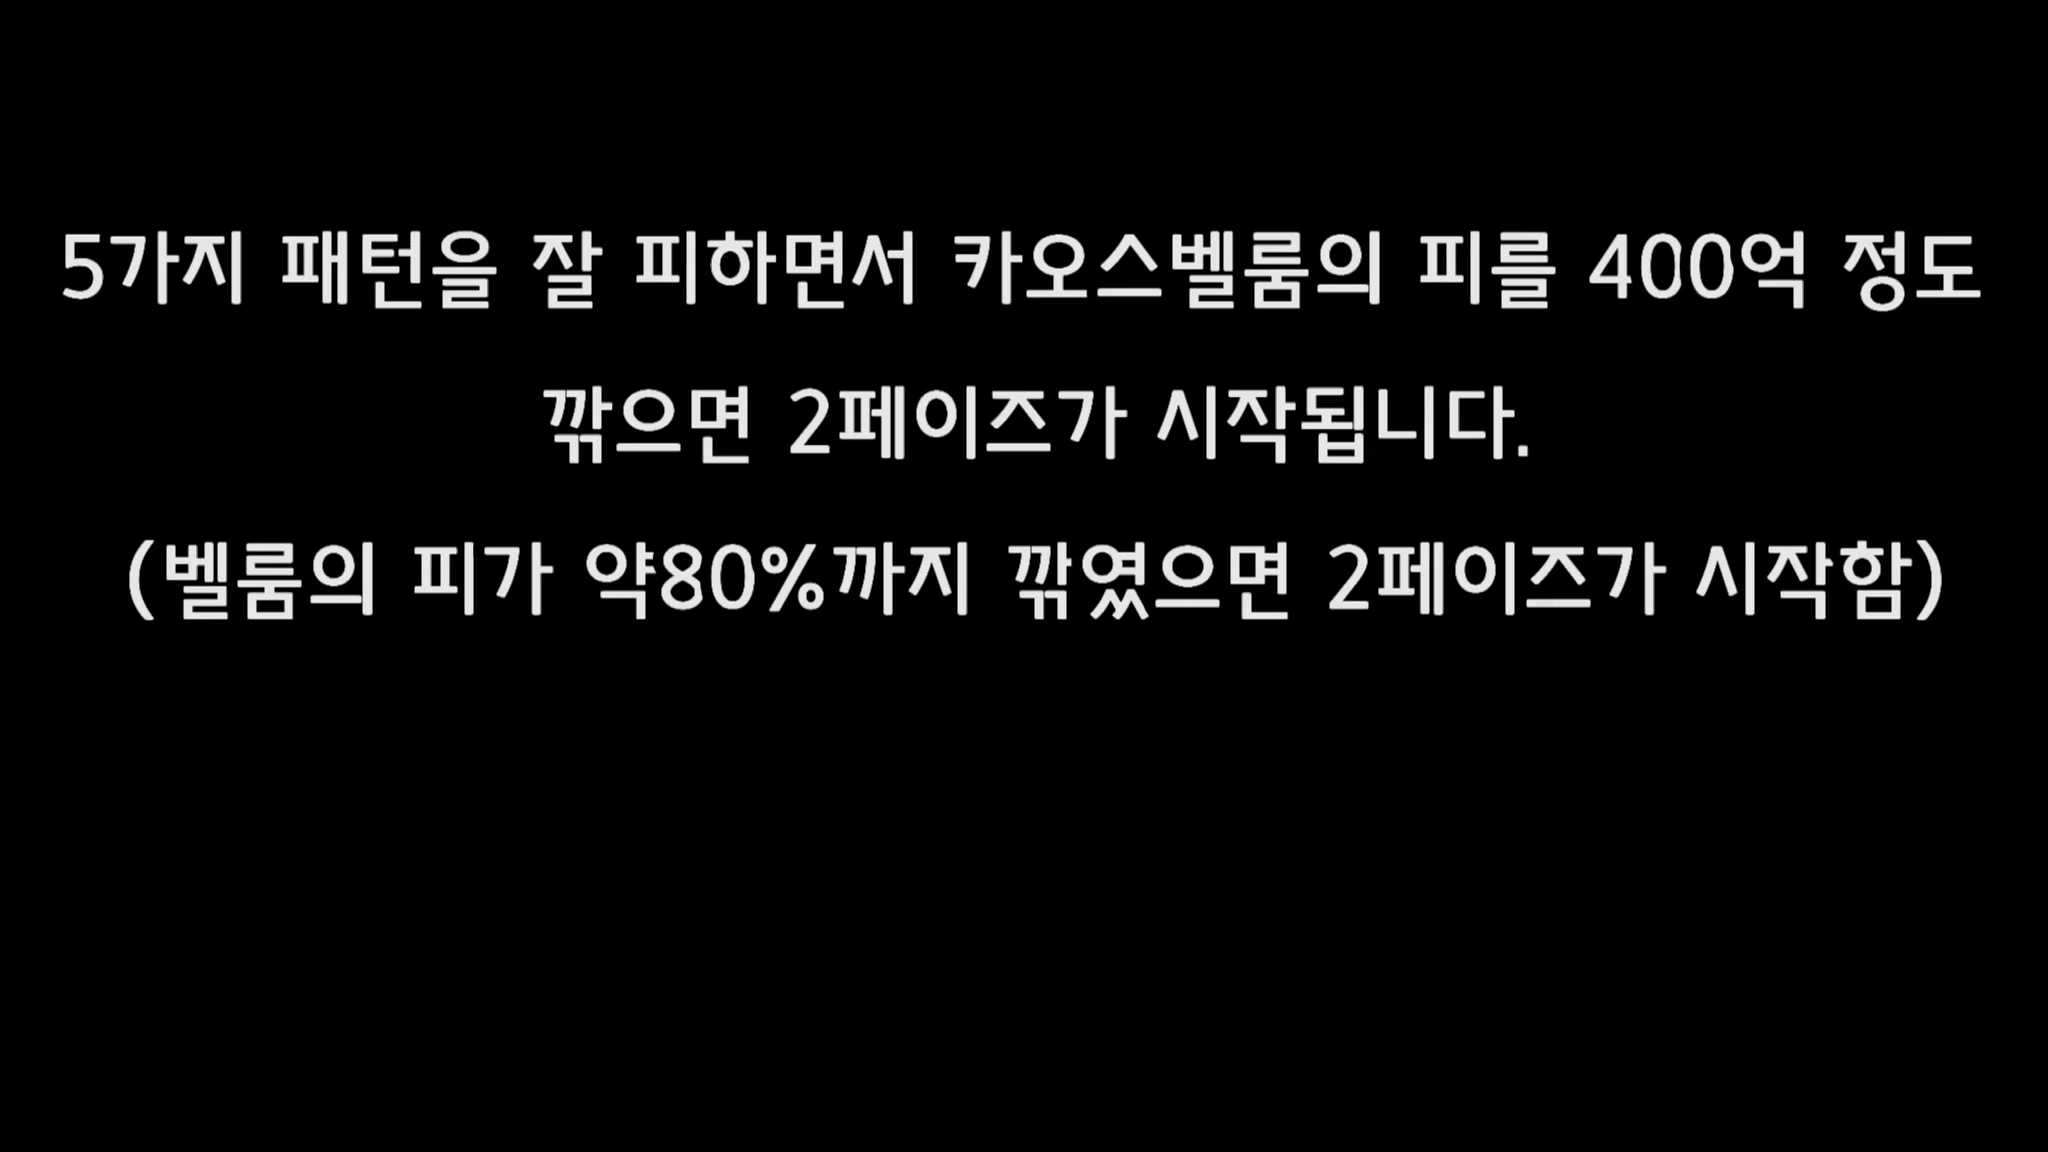 5가지 패턴을 잘 피하면서 카오스벨룸의 피를 400억 정도
깎으면 2페이즈가 시작됩니다.
(벨룸의 피가 약80%까지 깎였으면 2페이즈가 시작함)